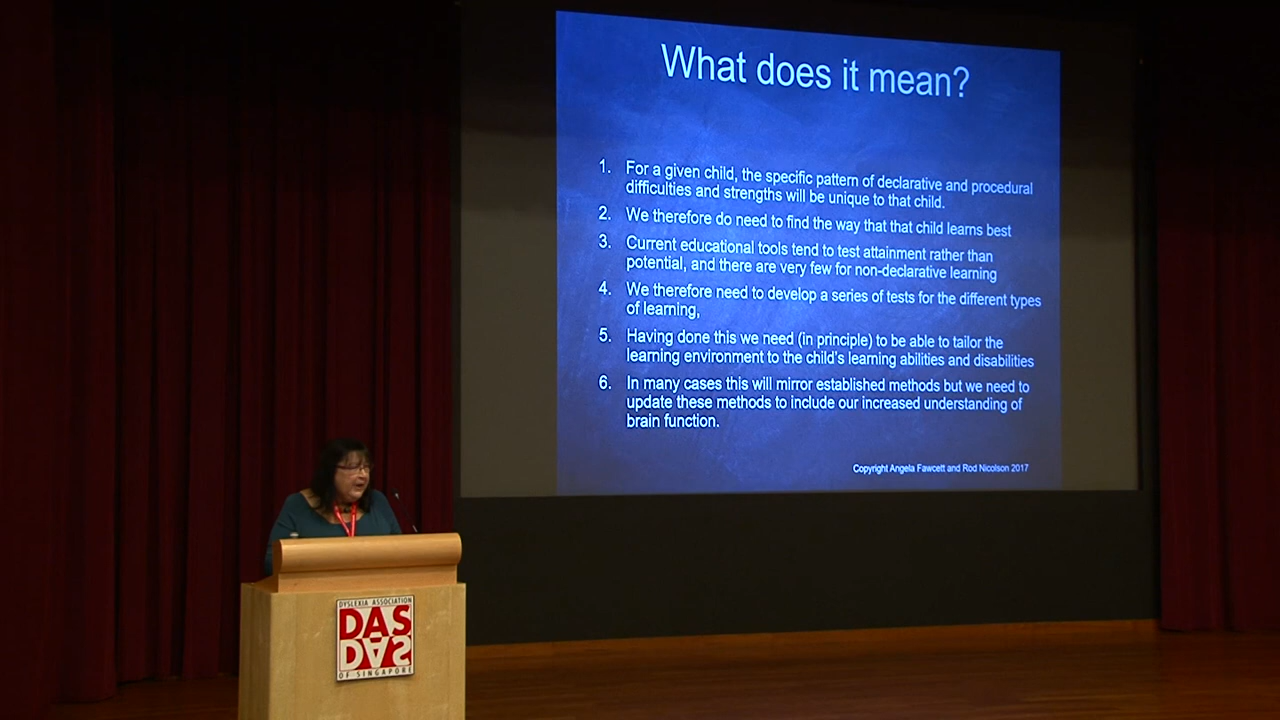 What does it mean?
1. For a given child, the specific pattern of declarative and procedural
difficulties and strengths will be unique to that child.
2. We therefore do need to find the way that that child learns best
3. Current educational tools tend to test attainment rather than
potential, and there are very few for non-declarative learning
4. We therefore need to develop a series of tests for the different types
of learning,
5. Having done this we need (in principle) to be able to tailor the
learning environment to the child's learning abilities and disabilities
6. In many cases this will mirror established methods but we need to
update these methods to include our increased understanding of
brain function.
Copyright Angela Fawcett and Rod Nicolson 2017
DYSLEXIA ASSOCIATION
DAS
DAS
OF SINGAPORE